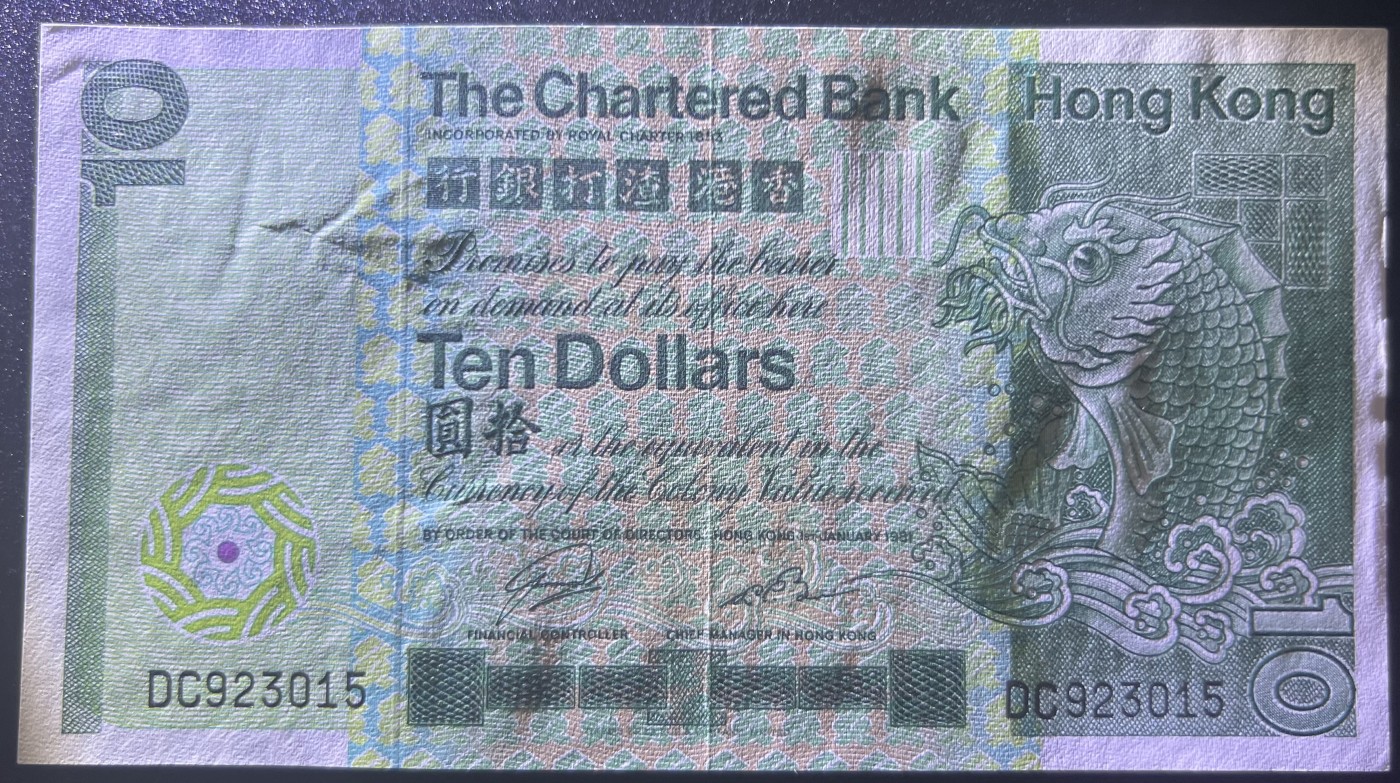 10
The Chartered Bank
Hong Kong
INCORPORATED BY ROYAL CHARTER 1853
行銀打渣 港香
Promises to pay the bearer
on demand at its office here
Ten Dollars
圓拾 or the equivalent in the
Currency of the Colony Value received
BY ORDER OF THE COURT OF DIRECTORS HONG KONG 1ST JANUARY 1981
FINANCIAL CONTROLLER
CHIEF MANAGER IN HONG KONG
DC923015
DC923015
10